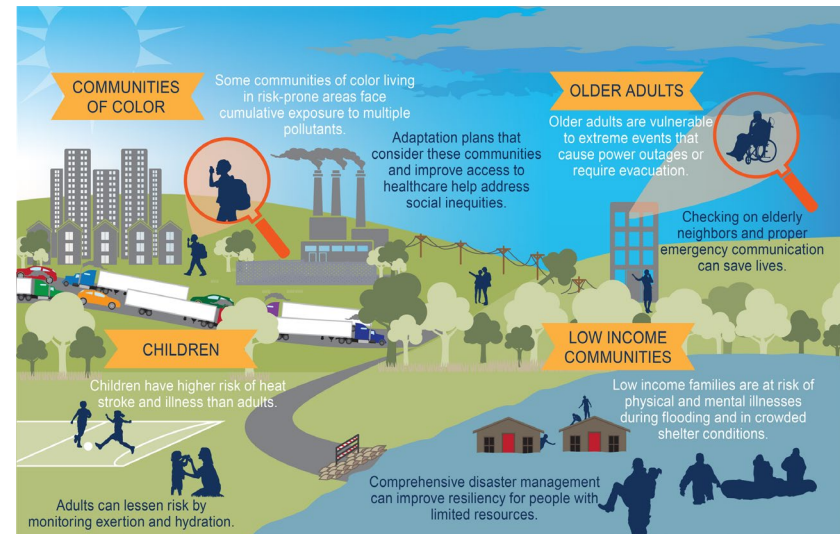 COMMUNITIES
OF COLOR
Some communities of color living
in risk-prone areas face
cumulative exposure to multiple
pollutants.
Adaptation plans that
consider these communities
and improve access to
healthcare help address
social inequities.
OLDER ADULTS
Older adults are vulnerable
to extreme events that
cause power outages or
require evacuation.
Checking on elderly
neighbors and proper
emergency communication
can save lives.
CHILDREN
Children have higher risk of heat
stroke and illness than adults.
Adults can lessen risk by
monitoring exertion and hydration.
LOW INCOME
COMMUNITIES
Low income families are at risk of
physical and mental illnesses
during flooding and in crowded
shelter conditions.
Comprehensive disaster management
can improve resiliency for people with
limited resources.